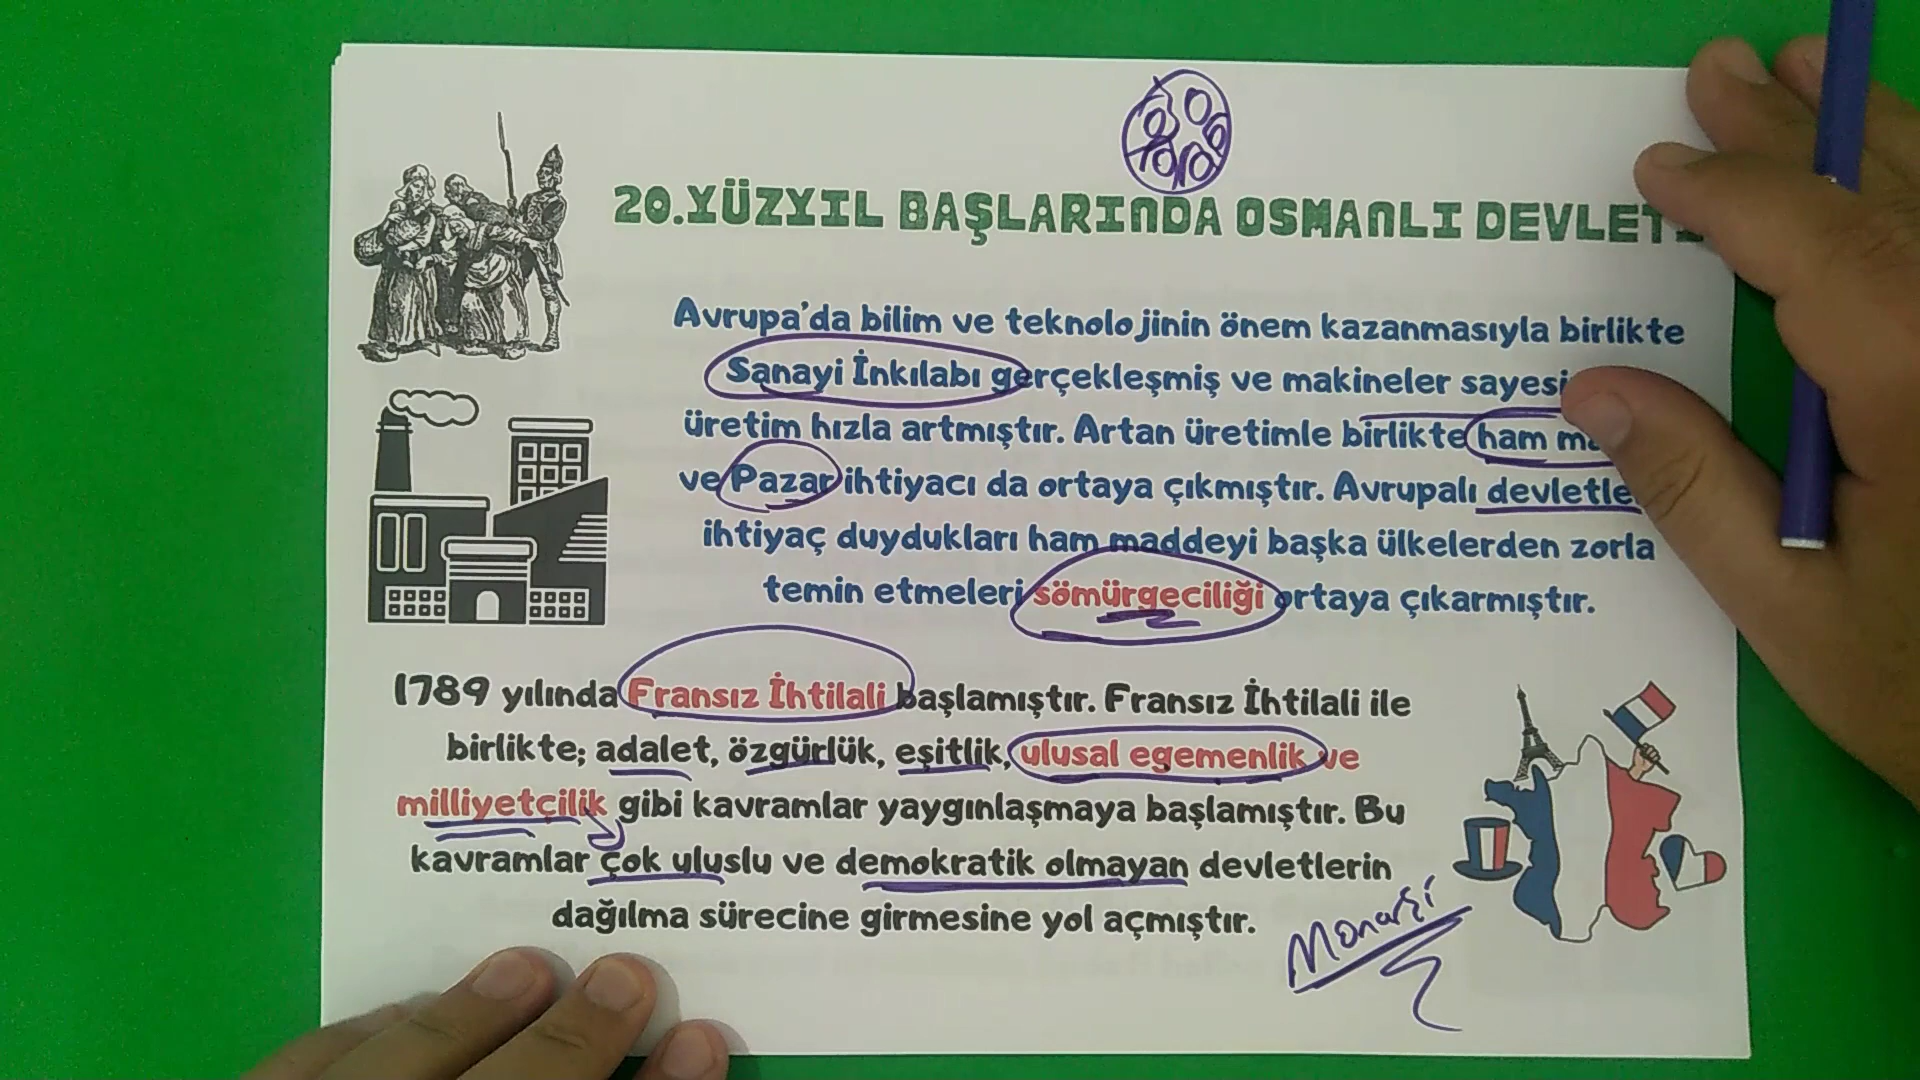 20.YÜZYIL BAŞLARINDA OSMANLI DEVLET
Avrupa'da bilim ve teknolojinin önem kazanmasıyla birlikte
Sanayi İnkılabı gerçekleşmiş ve makineler
üretim hızla artmıştır. Artan üretimle birlikte ham
ve Pazar ihtiyacı da ortaya çıkmıştır. Avrupalı
ihtiyaç duydukları ham maddeyi başka ülkelerden zorla
temin etmeleri sömürgeciliği ortaya çıkarmıştır.
1789 yılında Fransız İhtilali başlamıştır. Fransız İhtilali ile
birlikte; adalet, özgürlük, eşitlik, ulusal egemenlik ve
milliyetçilik gibi kavramlar yaygınlaşmaya başlamıştır. Bu
kavramlar çok uluslu ve demokratik olmayan devletlerin
dağılma sürecine girmesine yol açmıştır.
Monarşi